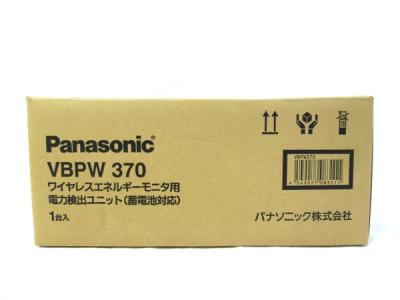 Panasonic
VBPW 370
ワイヤレスエネルギーモニタ用
電力検出ユニット(蓄電池対応)
1台入
VBPW370
パナソニック株式会社